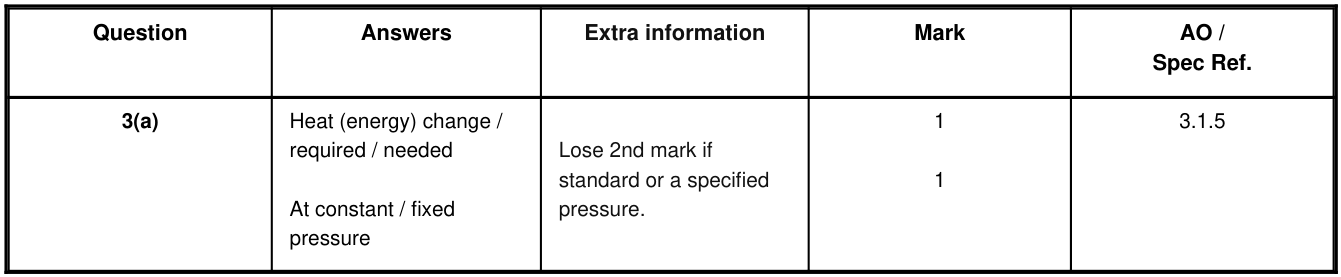 Question Answers Extra information Mark AO /
Spec Ref.
3(a) Heat (energy) change / 1 3.1.5
required / needed Lose 2nd mark if
standard or a specified 1
At constant / fixed pressure.
pressure